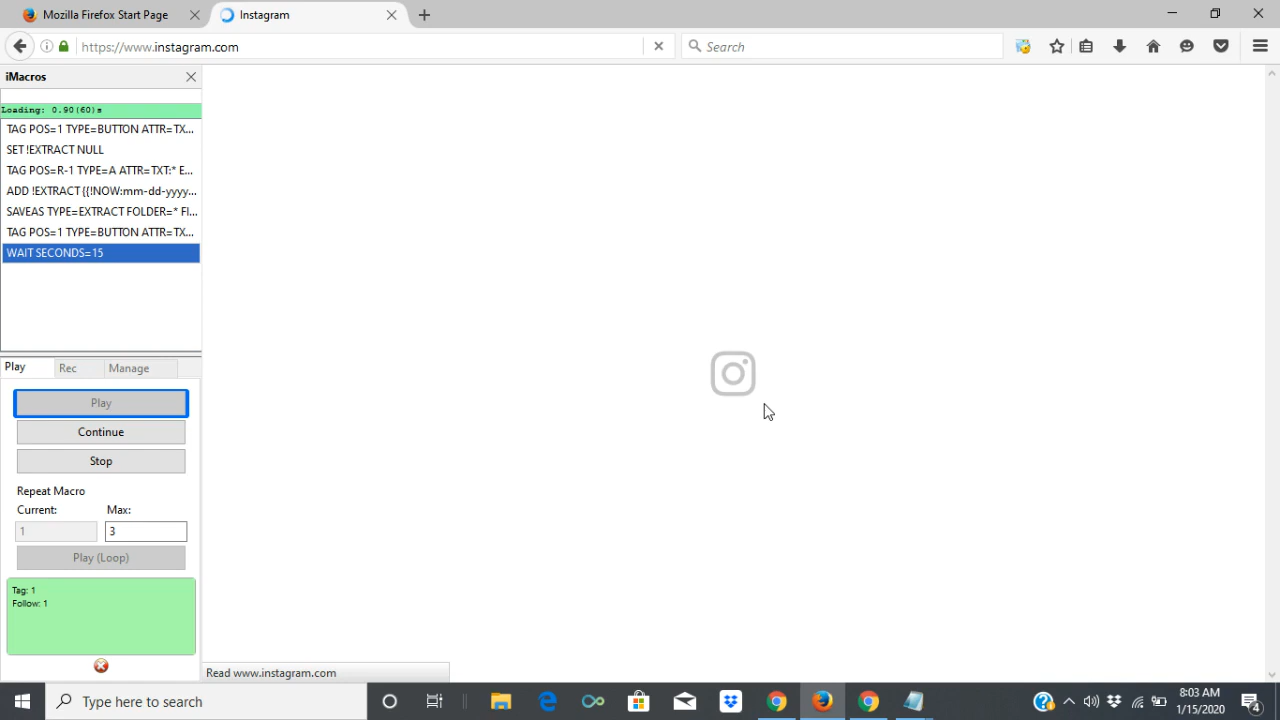 Mozilla Firefox Start Page
Instagram
https://www.instagram.com
Search
iMacros
Loading: 0.90(60)s
TAG POS=1 TYPE=BUTTON ATTR=TX...
SET !EXTRACT NULL
TAG POS=R-1 TYPE=A ATTR=TXT:* E...
ADD !EXTRACT {{!NOW:mm-dd-yyyy...
SAVEAS TYPE=EXTRACT FOLDER=* FI...
TAG POS=1 TYPE=BUTTON ATTR=TX...
WAIT SECONDS=15
Play Rec Manage
Play
Continue
Stop
Repeat Macro
Current: Max:
1 3
Play (Loop)
Tag: 1
Follow: 1
Read www.instagram.com
Type here to search
8:03 AM
1/15/2020
4